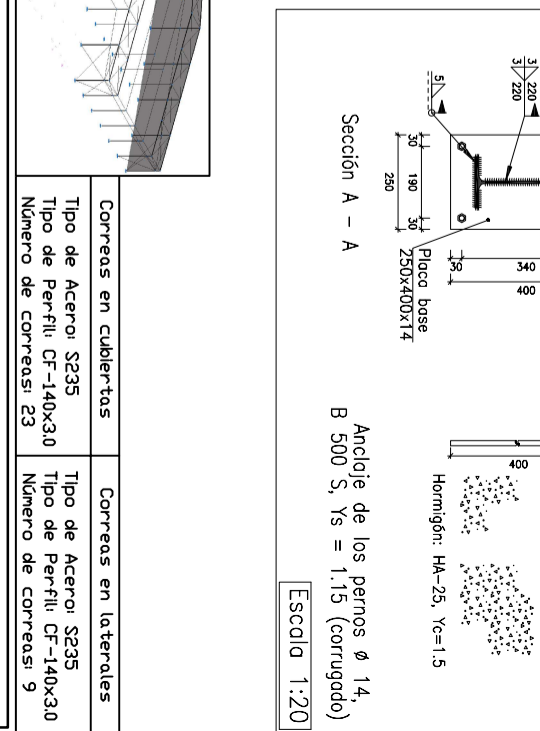 3 220
3 220
5
30 190 30
250
Sección A - A
30 340
400
Placa base
250x400x14
400
Hormigón: HA-25, Yc=1.5
Anclaje de los pernos Ø 14,
B 500 S, Ys = 1.15 (corrugado)
Escala 1:20
Correas en cubiertas
Tipo de Acero: S235
Tipo de Perfil: CF-140x3.0
Número de correas: 23
Correas en laterales
Tipo de Acero: S235
Tipo de Perfil: CF-140x3.0
Número de correas: 9